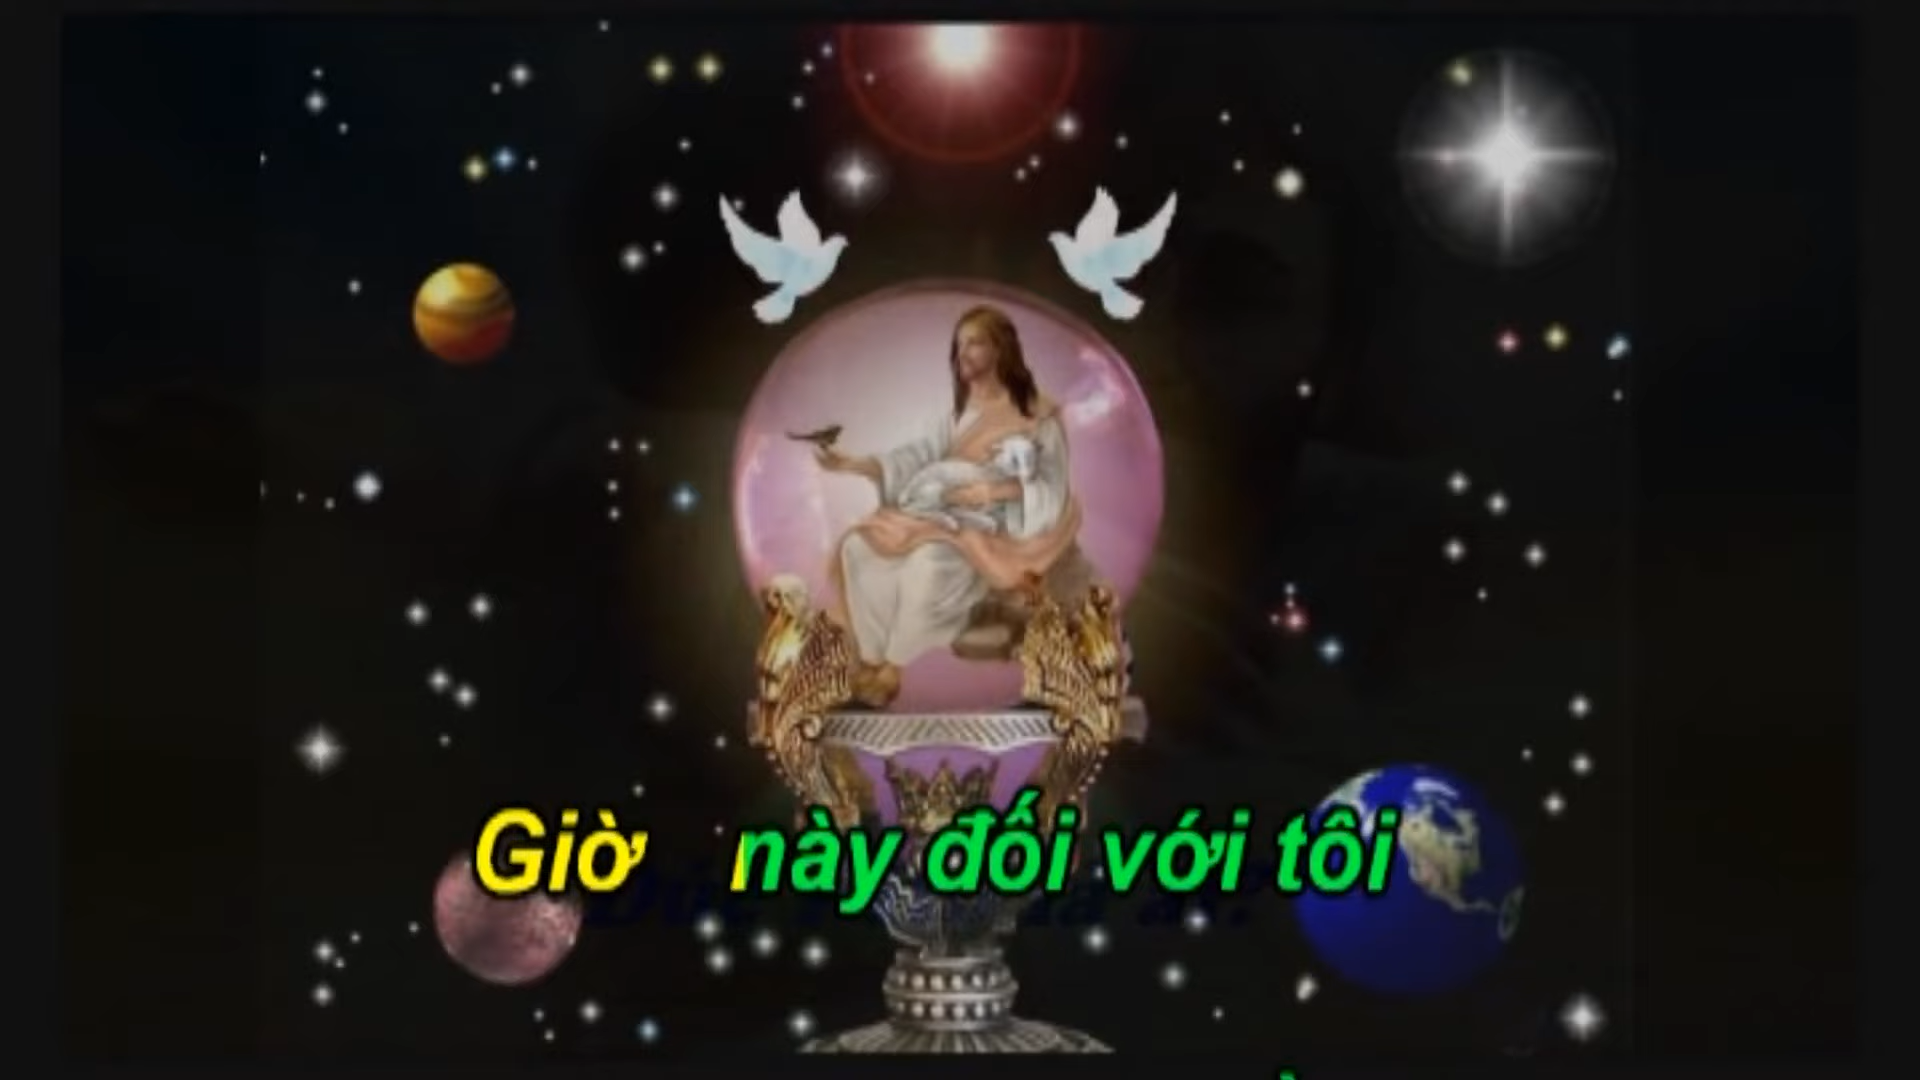 Giờ này đối với tôi